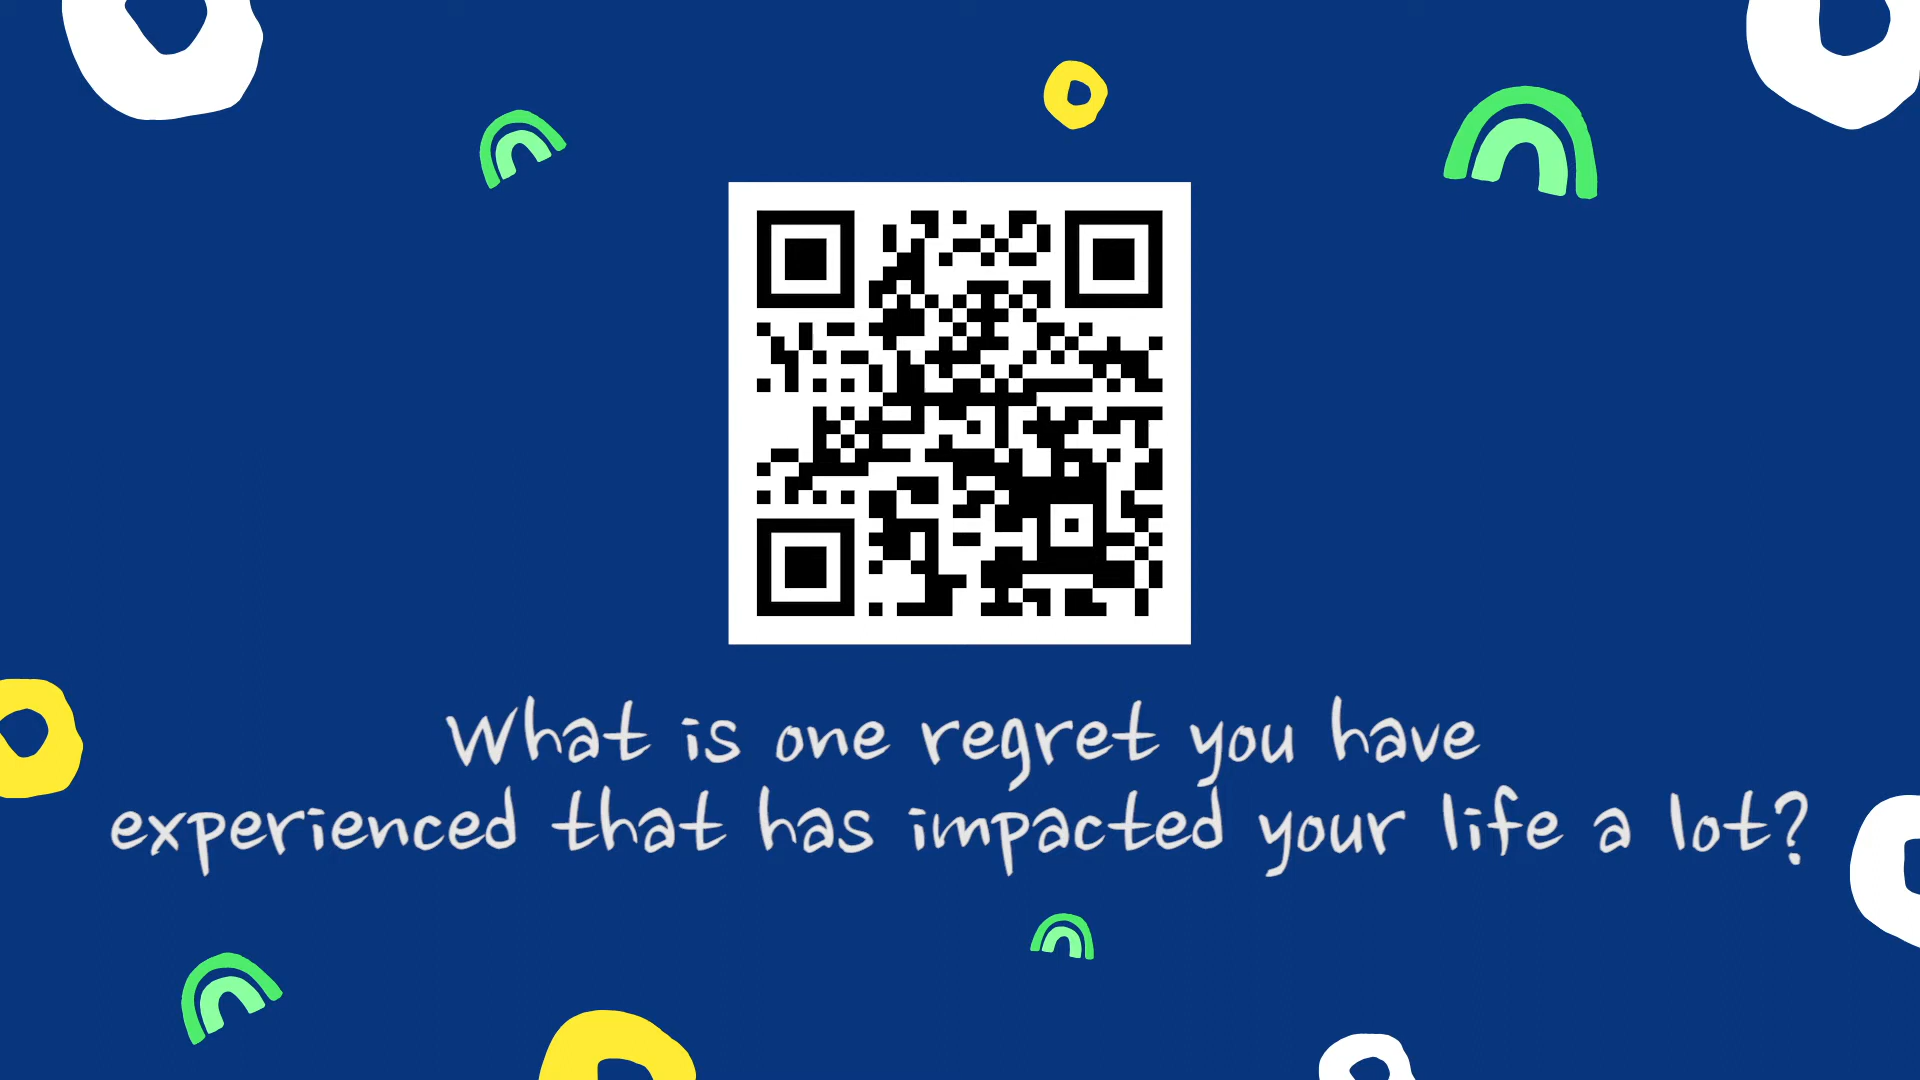 What is one regret you have
experienced that has impacted your life a lot?